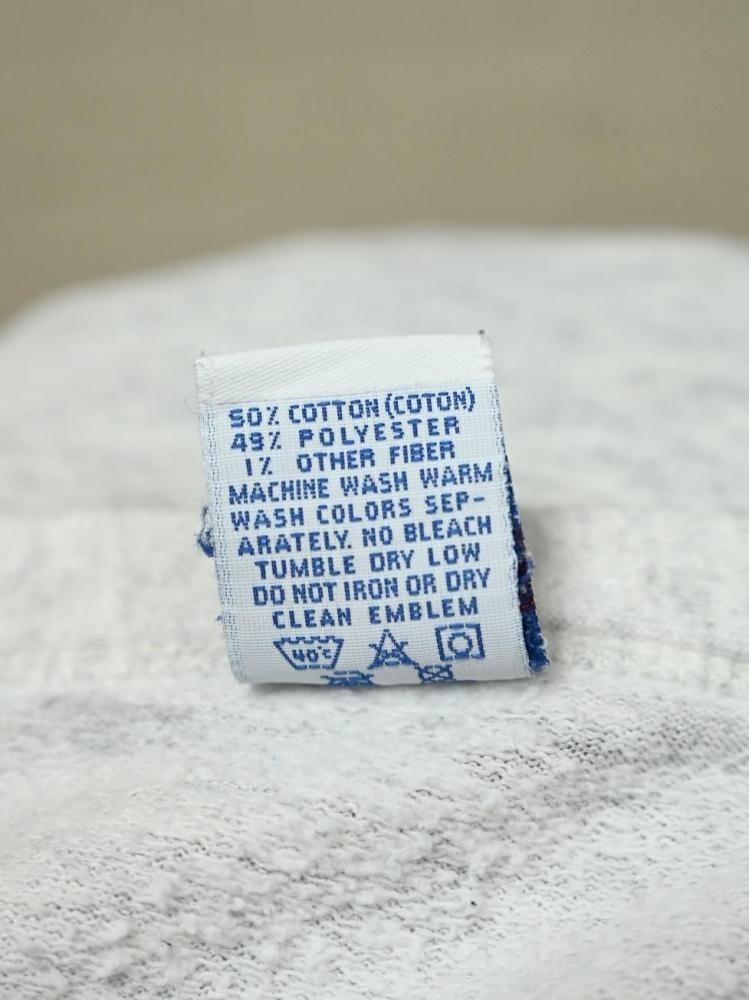 50% COTTON (COTON)
49% POLYESTER
1% OTHER FIBER
MACHINE WASH WARM
WASH COLORS SEP-
ARATELY. NO BLEACH
TUMBLE DRY LOW
DO NOT IRON OR DRY
CLEAN EMBLEM
40°C